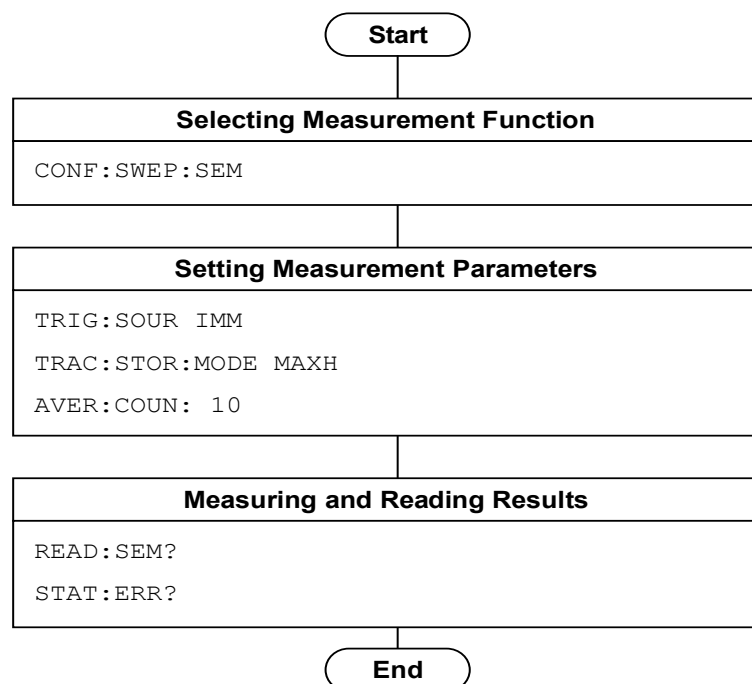 Start
Selecting Measurement Function
CONF:SWEP:SEM
Setting Measurement Parameters
TRIG:SOUR IMM
TRAC:STOR:MODE MAXH
AVER:COUN: 10
Measuring and Reading Results
READ:SEM?
STAT:ERR?
End